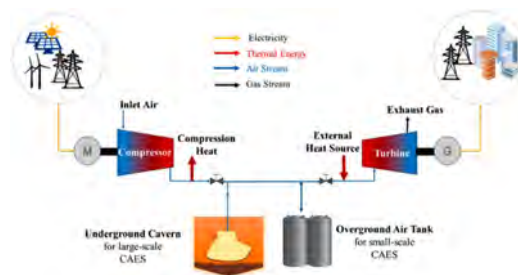 Electricity
Thermal Energy
Air Stream
Gas Stream
Inlet Air
Exhaust Gas
M
Compressor
Compression
Heat
External
Heat Source
Turbine
G
Underground Cavern
for large-scale
CAES
Overground Air Tank
for small-scale
CAES